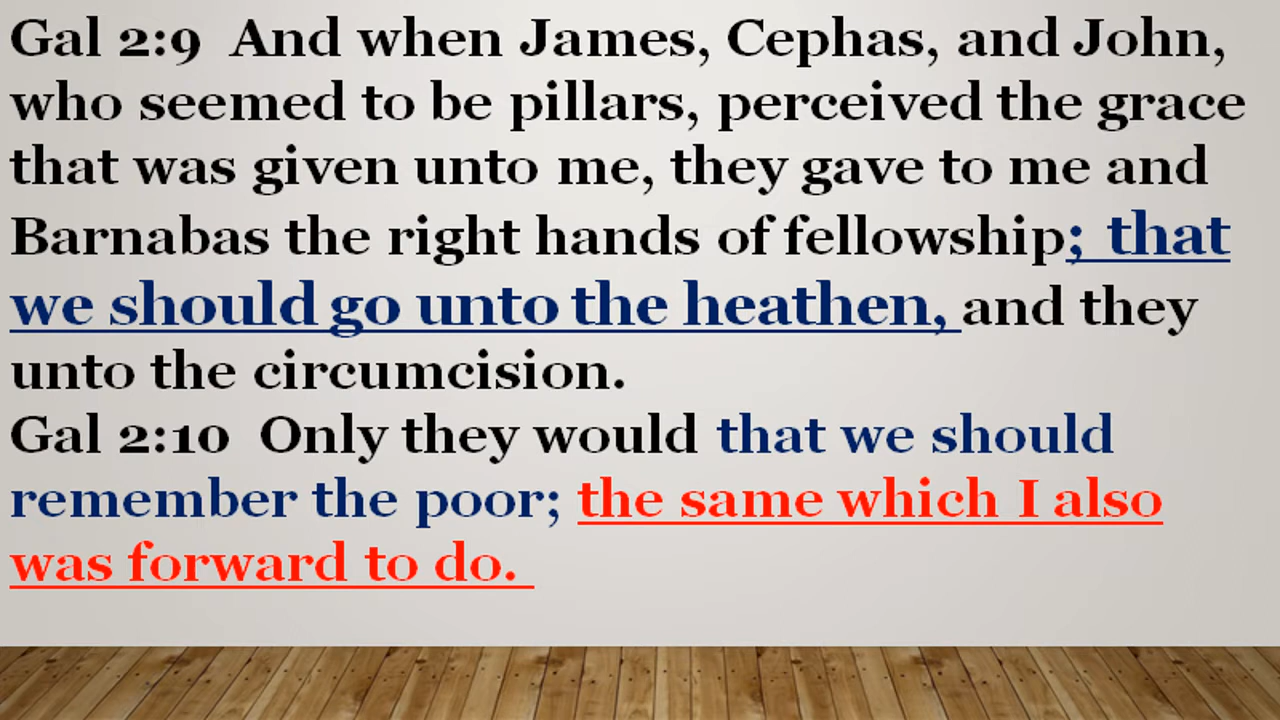 Gal 2:9  And when James, Cephas, and John,
who seemed to be pillars, perceived the grace
that was given unto me, they gave to me and
Barnabas the right hands of fellowship; that
we should go unto the heathen, and they
unto the circumcision.
Gal 2:10  Only they would that we should
remember the poor; the same which I also
was forward to do.